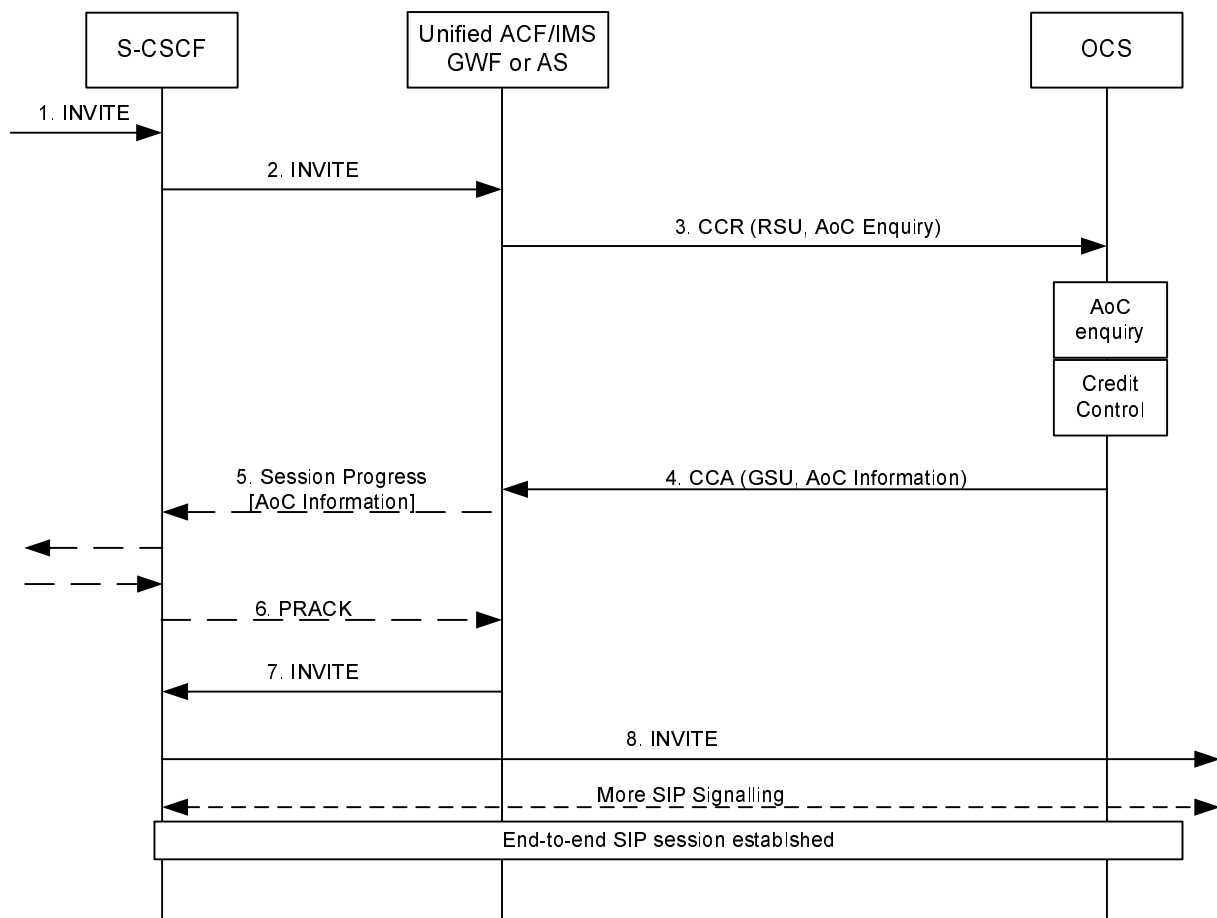 S-CSCF
Unified ACF/IMS
GWF or AS
OCS
1. INVITE
2. INVITE
3. CCR (RSU, AoC Enquiry)
AoC
enquiry
Credit
Control
5. Session Progress
[AoC Information]
4. CCA (GSU, AoC Information)
6. PRACK
7. INVITE
8. INVITE
More SIP Signalling
End-to-end SIP session establshed